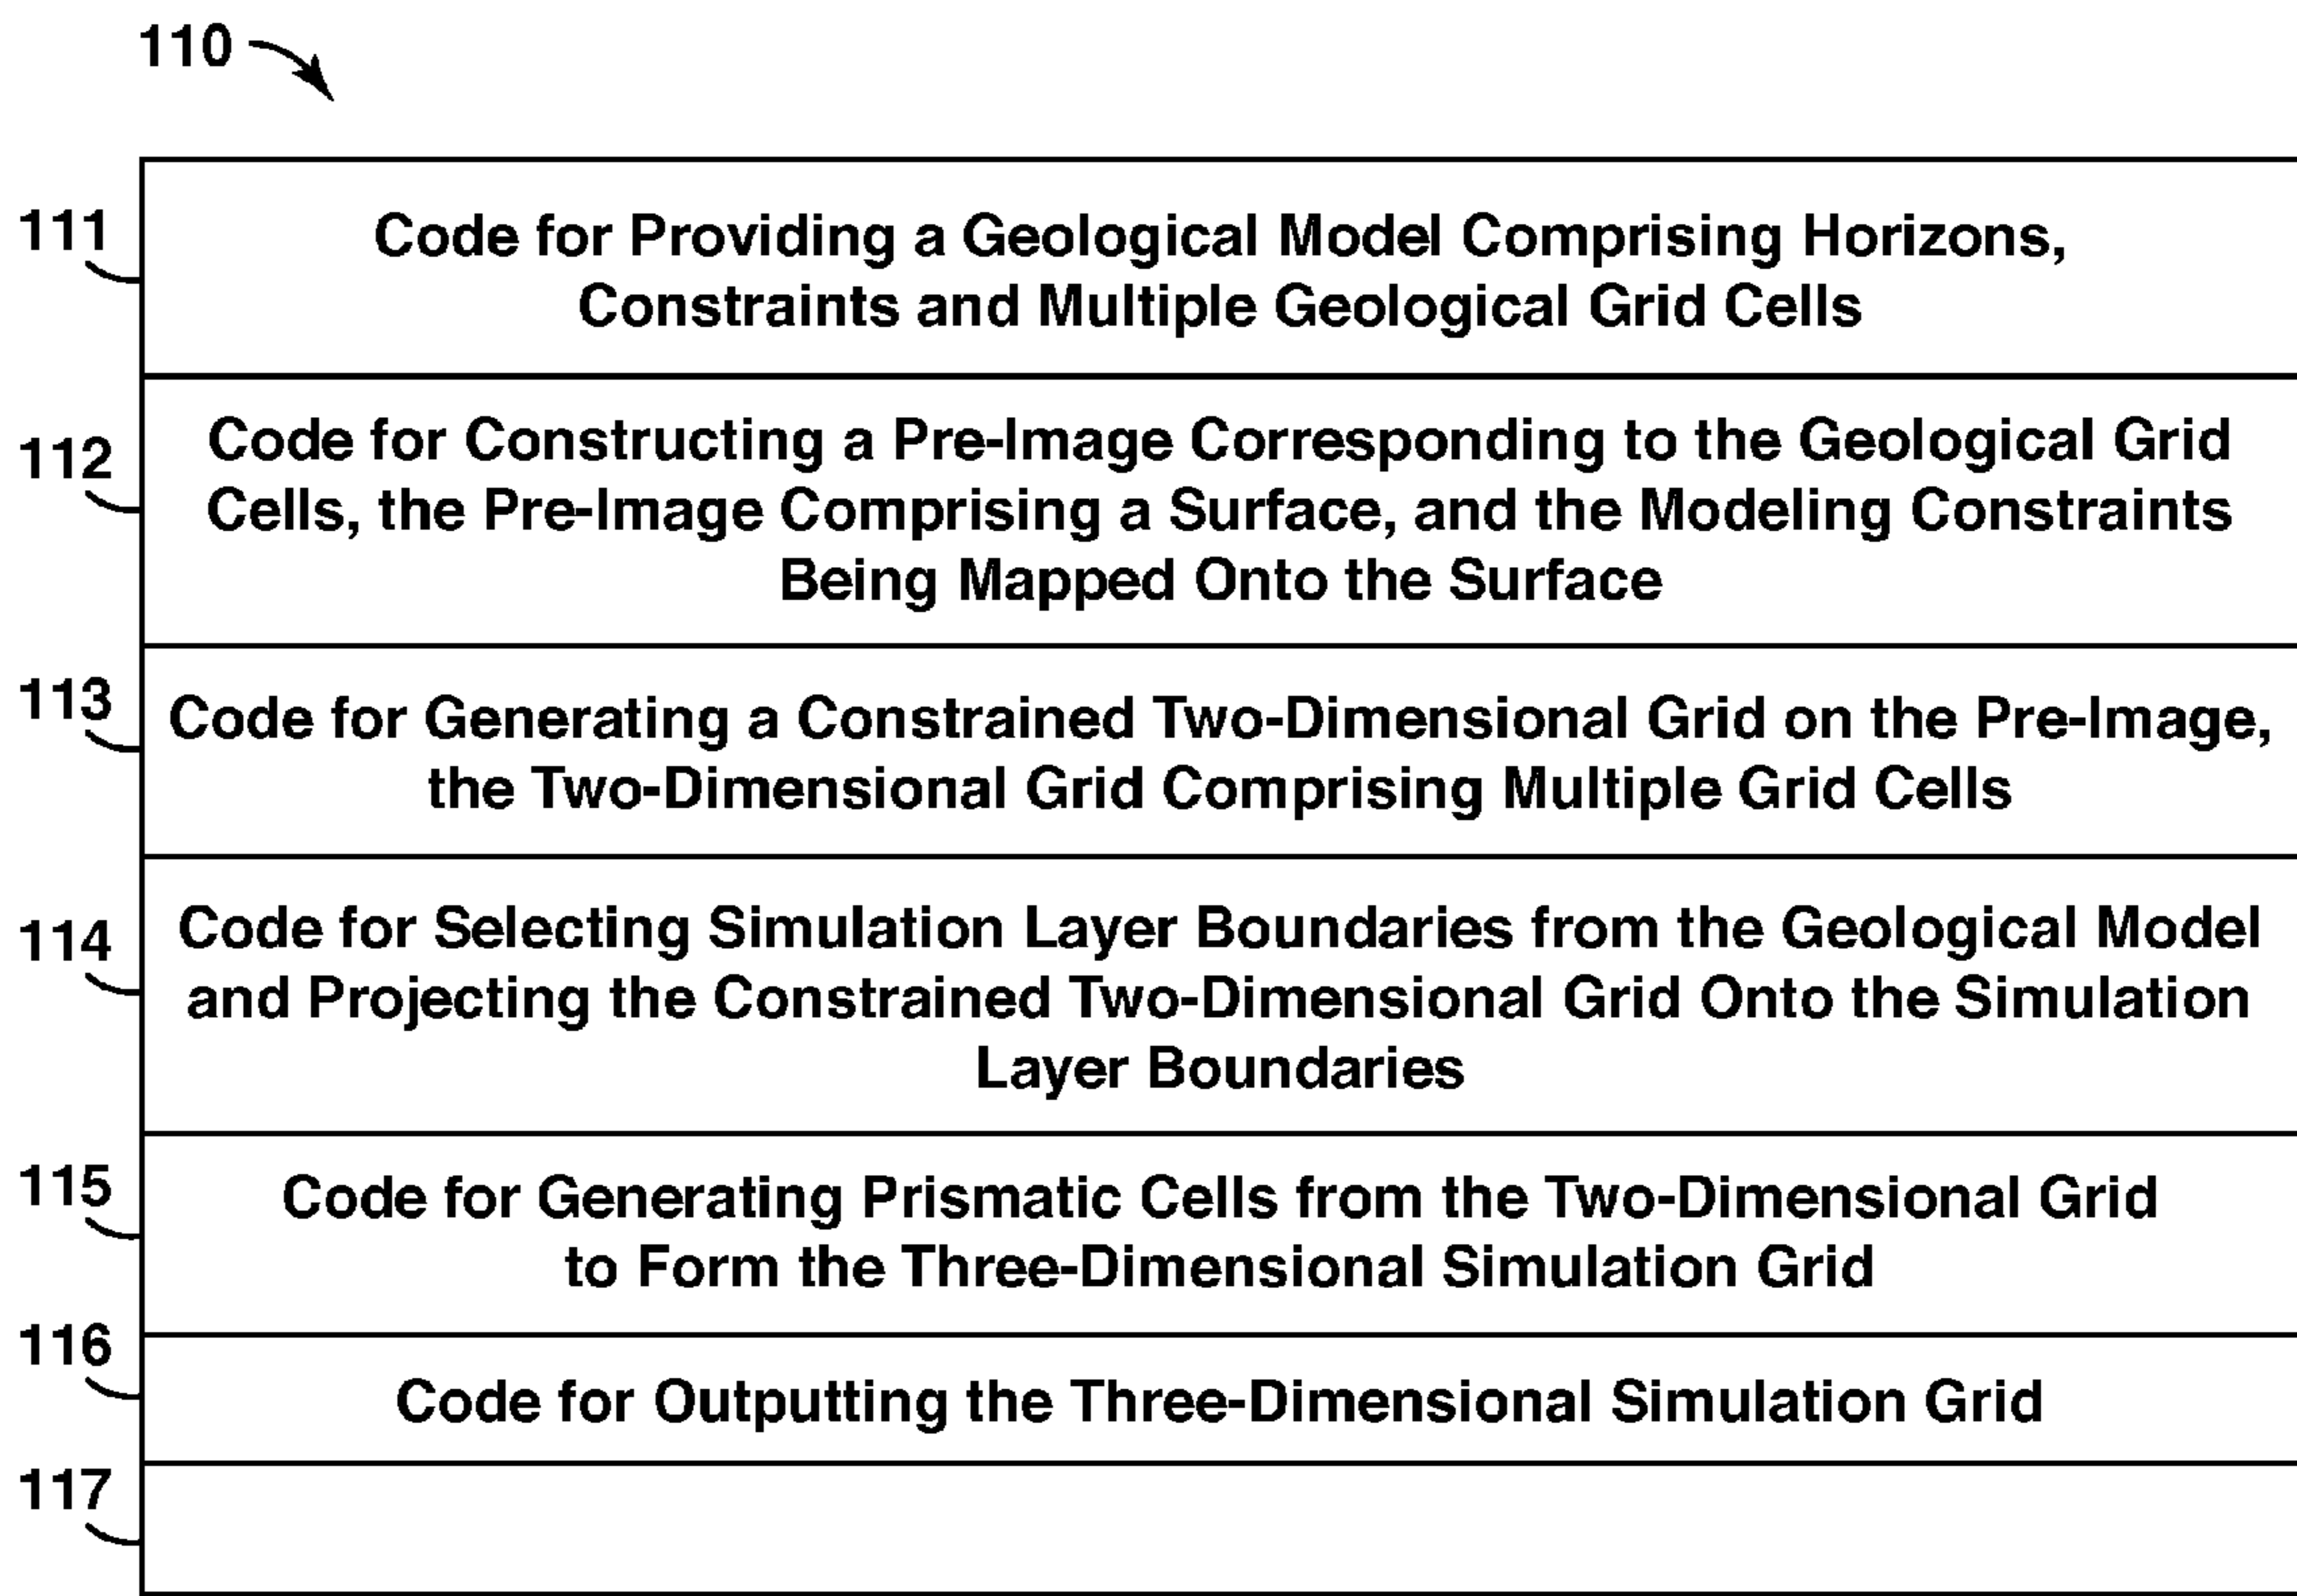 110
111
Code for Providing a Geological Model Comprising Horizons,
Constraints and Multiple Geological Grid Cells
112
Code for Constructing a Pre-Image Corresponding to the Geological Grid
Cells, the Pre-Image Comprising a Surface, and the Modeling Constraints
Being Mapped Onto the Surface
113
Code for Generating a Constrained Two-Dimensional Grid on the Pre-Image,
the Two-Dimensional Grid Comprising Multiple Grid Cells
114
Code for Selecting Simulation Layer Boundaries from the Geological Model
and Projecting the Constrained Two-Dimensional Grid Onto the Simulation
Layer Boundaries
115
Code for Generating Prismatic Cells from the Two-Dimensional Grid
to Form the Three-Dimensional Simulation Grid
116
Code for Outputting the Three-Dimensional Simulation Grid
117